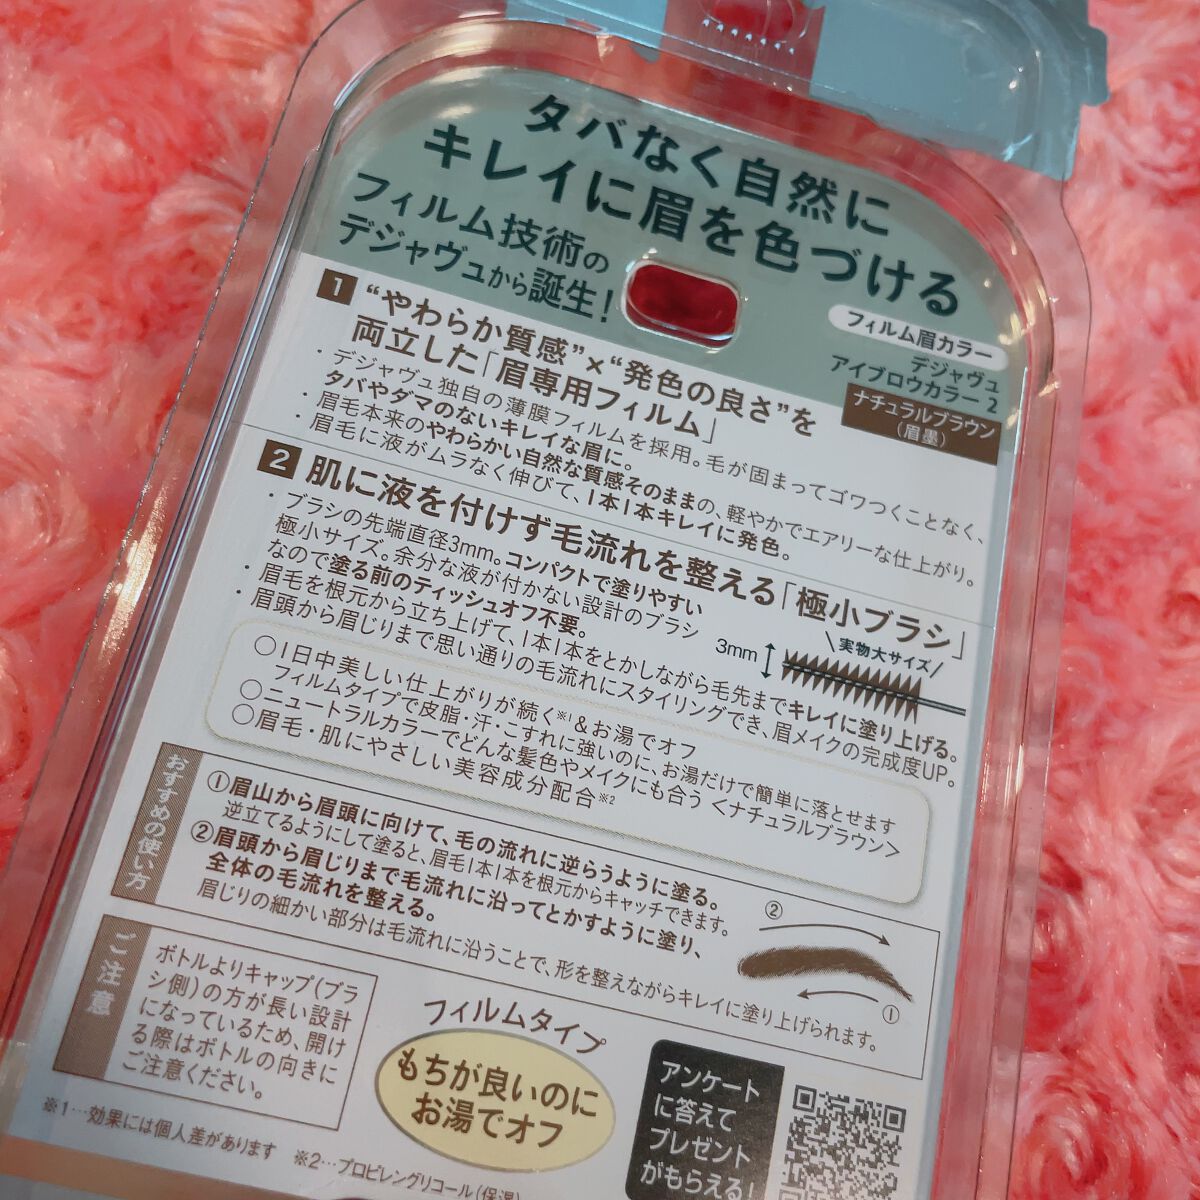 タバなく自然に
キレイに眉を色づける
フィルム技術の
デジャヴュから誕生!
フィルム眉カラー
デジャヴュ
アイブロウカラー 2
ナチュラルブラウン
(眉墨)
1 “やわらか質感”×“発色の良さ”を
両立した「眉専用フィルム」
・デジャヴュ独自の薄膜フィルムを採用。毛が固まってゴワつくことなく、
タバやダマのないキレイな眉に。
・眉毛本来のやわらかい自然な質感そのままの、軽やかでエアリーな仕上がり。
・眉毛に液がムラなく伸びて、1本1本キレイに発色。
2 肌に液を付けず毛流れを整える「極小ブラシ」
・ブラシの先端直径3mm。コンパクトで塗りやすい
極小サイズ。余分な液が付かない設計のブラシ
なので塗る前のティッシュオフ不要。
3mm
\実物大サイズ/
・眉毛を根元から立ち上げて、1本1本をとかしながら毛先までキレイに塗り上げる。
・眉頭から眉じりまで思い通りの毛流れにスタイリングでき、眉メイクの完成度UP。
○1日中美しい仕上がりが続く※1&お湯でオフ
フィルムタイプで皮脂・汗・こすれに強いのに、お湯だけで簡単に落とせます
○ニュートラルカラーでどんな髪色やメイクにも合う<ナチュラルブラウン>
○眉毛・肌にやさしい美容成分配合※2
おすすめの使い方
①眉山から眉頭に向けて、毛の流れに逆らうように塗る。
逆立てるようにして塗ると、眉毛1本1本を根元からキャッチできます。
②眉頭から眉じりまで毛流れに沿ってとかすように塗り、
全体の毛流れを整える。
眉じりの細かい部分は毛流れに沿うことで、形を整えながらキレイに塗り上げられます。
②
①
ご注意
ボトルよりキャップ(ブラ
シ側)の方が長い設計
になっているため、開け
る際はボトルの向きに
ご注意ください。
フィルムタイプ
もちが良いのに
お湯でオフ
アンケート
に答えて
プレゼント
がもらえる!
※1…効果には個人差があります ※2…プロピレングリコール(保湿)